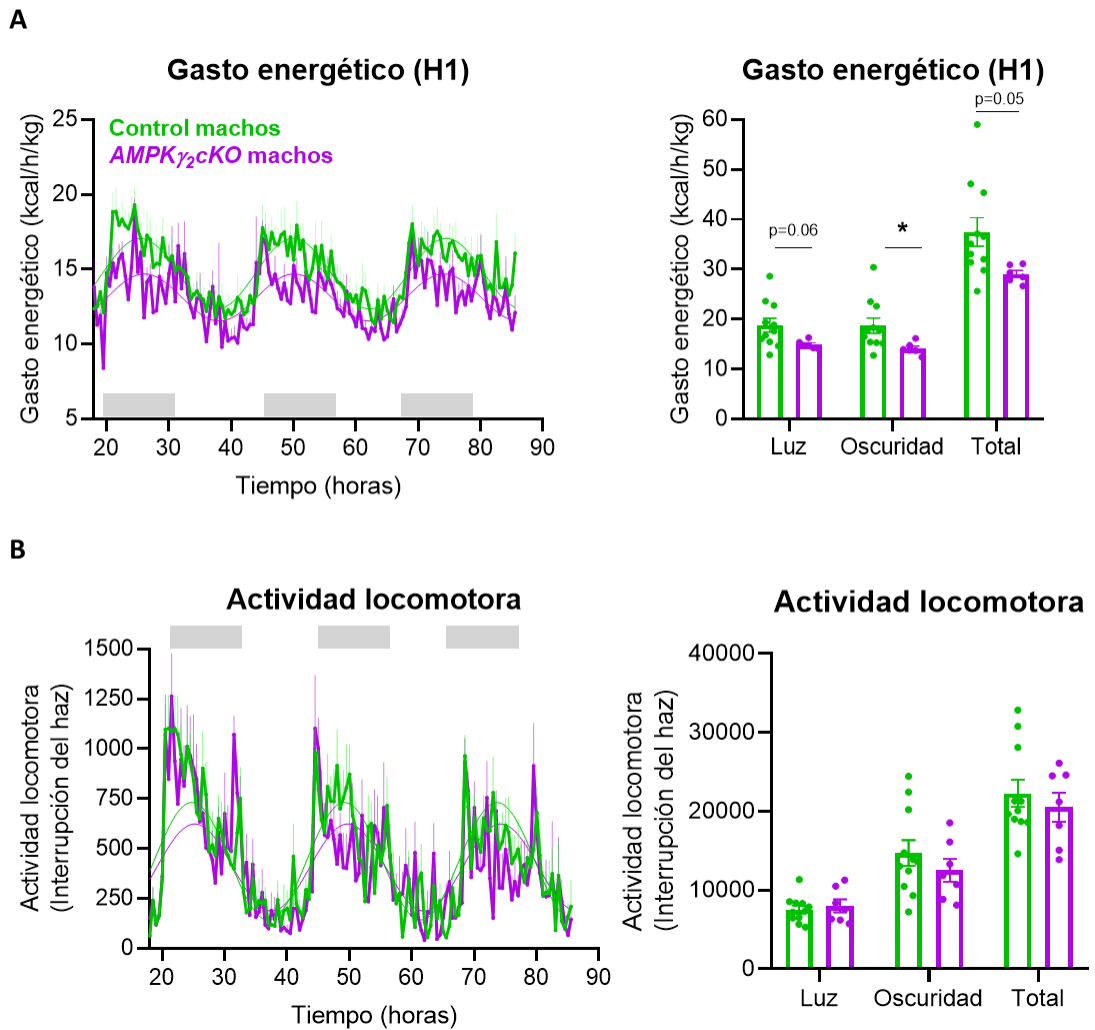 A
Gasto energético (H1)
Gasto energético (kcal/h/kg)
25
20
15
10
5
Control machos
AMPKγ₂cKO machos
20 30 40 50 60 70 80 90
Tiempo (horas)
Gasto energético (H1)
Gasto energético (kcal/h/kg)
60
50
40
30
20
10
0
p=0.06
*
p=0.05
Luz Oscuridad Total
B
Actividad locomotora
Actividad locomotora
(Interrupción del haz)
1500
1250
1000
750
500
250
0
20 30 40 50 60 70 80 90
Tiempo (horas)
Actividad locomotora
Actividad locomotora
(Interrupción del haz)
40000
30000
20000
10000
0
Luz Oscuridad Total